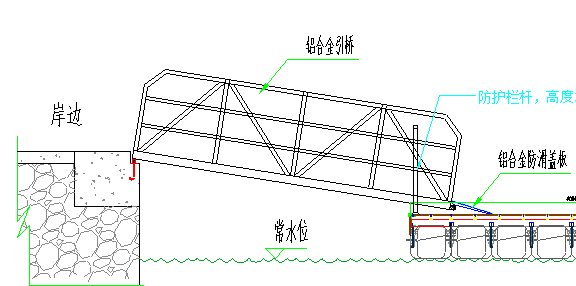 铝合金引桥
防护栏杆，高度
岸边
铝合金防滑盖板
常水位